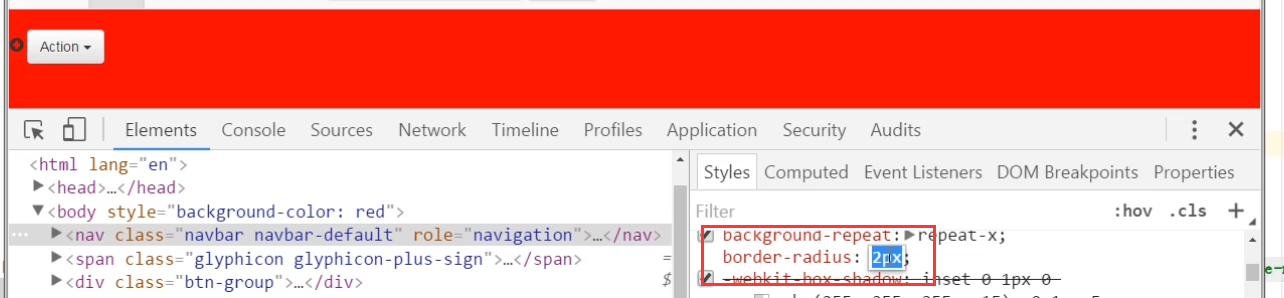 Action
Elements Console Sources Network Timeline Profiles Application Security Audits
<html lang="en">
<head>…</head>
<body style="background-color: red">
<nav class="navbar navbar-default" role="navigation">…</nav>
<span class="glyphicon glyphicon-plus-sign">…</span>
<div class="btn-group">…</div>
=
$
Styles Computed Event Listeners DOM Breakpoints Properties
Filter :hov .cls +
background-repeat: repeat-x;
border-radius: 2px;
-webkit-box-shadow: inset 0 1px 0